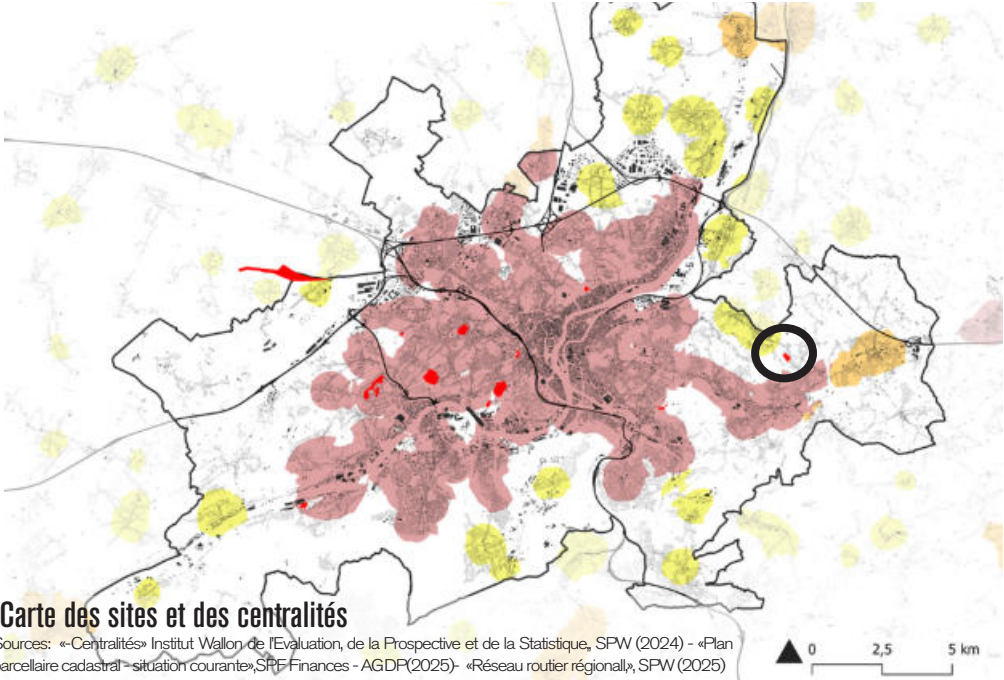 Carte des sites et des centralités
Sources: «-Centralités» Institut Wallon de l'Evaluation, de la Prospective et de la Statistique,, SPW (2024) - «Plan
parcellaire cadastral - situation courante»,SPF Finances - AGDP(2025)- «Réseau routier régional,», SPW (2025)
0 2,5 5 km